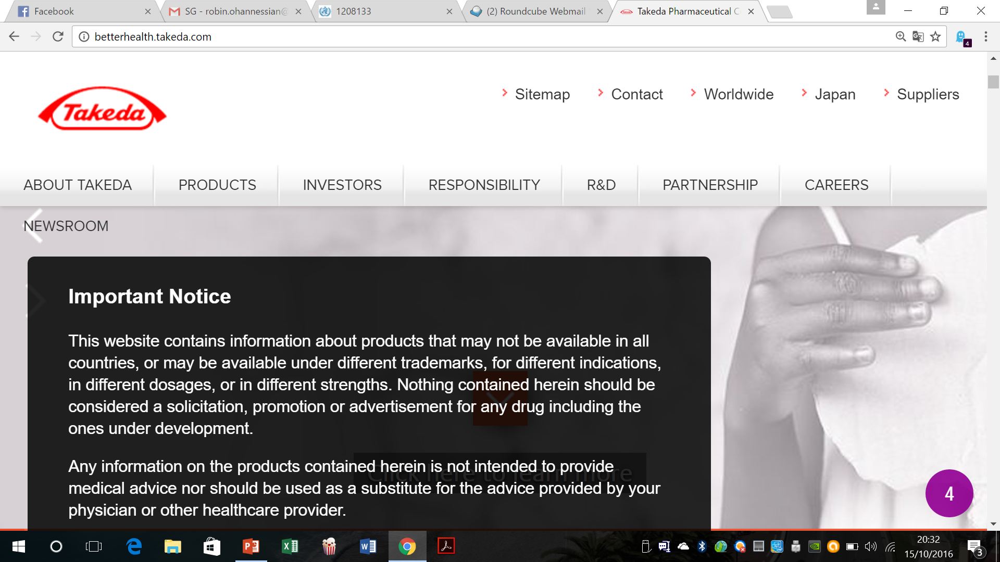 Facebook
SG - robin.ohannessian@
1208133
(2) Roundcube Webmail
Takeda Pharmaceutical C
betterhealth.takeda.com
4
Takeda
Sitemap
Contact
Worldwide
Japan
Suppliers
ABOUT TAKEDA
PRODUCTS
INVESTORS
RESPONSIBILITY
R&D
PARTNERSHIP
CAREERS
NEWSROOM
Important Notice
This website contains information about products that may not be available in all
countries, or may be available under different trademarks, for different indications,
in different dosages, or in different strengths. Nothing contained herein should be
considered a solicitation, promotion or advertisement for any drug including the
ones under development.
Any information on the products contained herein is not intended to provide
Click here to learn more
medical advice nor should be used as a substitute for the advice provided by your
physician or other healthcare provider.
4
20:32
15/10/2016
3